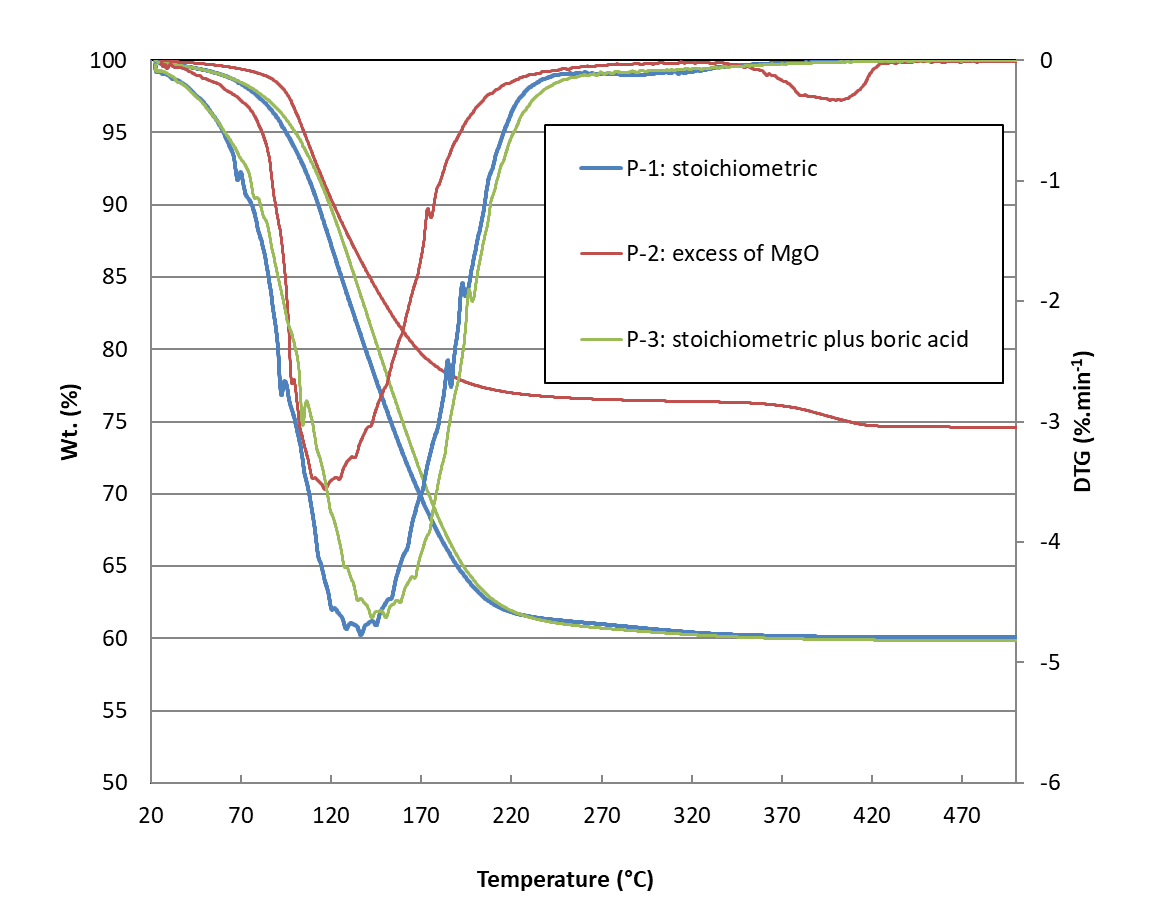 100
95
90
85
80
75
70
65
60
55
50
Wt. (%)
0
-1
-2
-3
-4
-5
-6
DTG (%.min⁻¹)
P-1: stoichiometric
P-2: excess of MgO
P-3: stoichiometric plus boric acid
20 70 120 170 220 270 320 370 420 470
Temperature (°C)